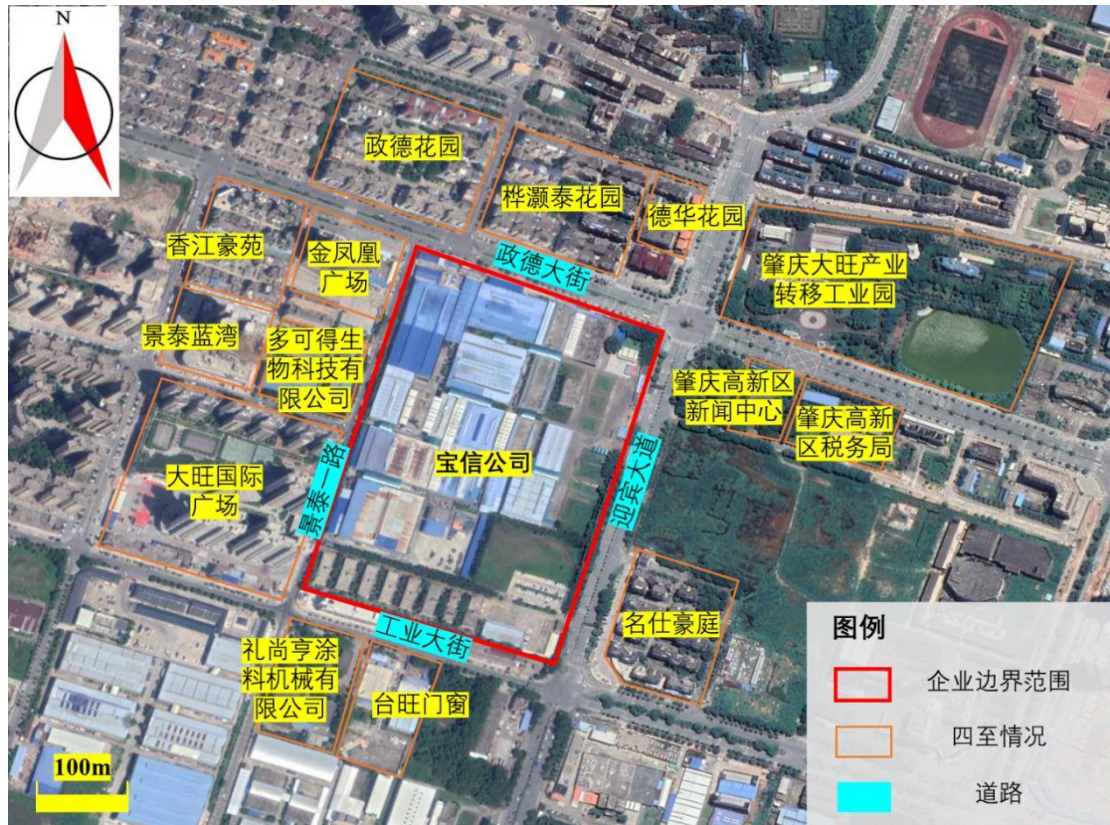 N
政德花园
桦灏泰花园
德华花园
香江豪苑
金凤凰
广场
政德大街
肇庆大旺产业
转移工业园
景泰蓝湾
多可得生
物科技有
限公司
肇庆高新区
新闻中心
肇庆高新
区税务局
宝信公司
大旺国际
广场
景泰一路
迎宾大道
名仕豪庭
工业大街
礼尚亨涂
料机械有
限公司
台旺门窗
100m
图例
企业边界范围
四至情况
道路